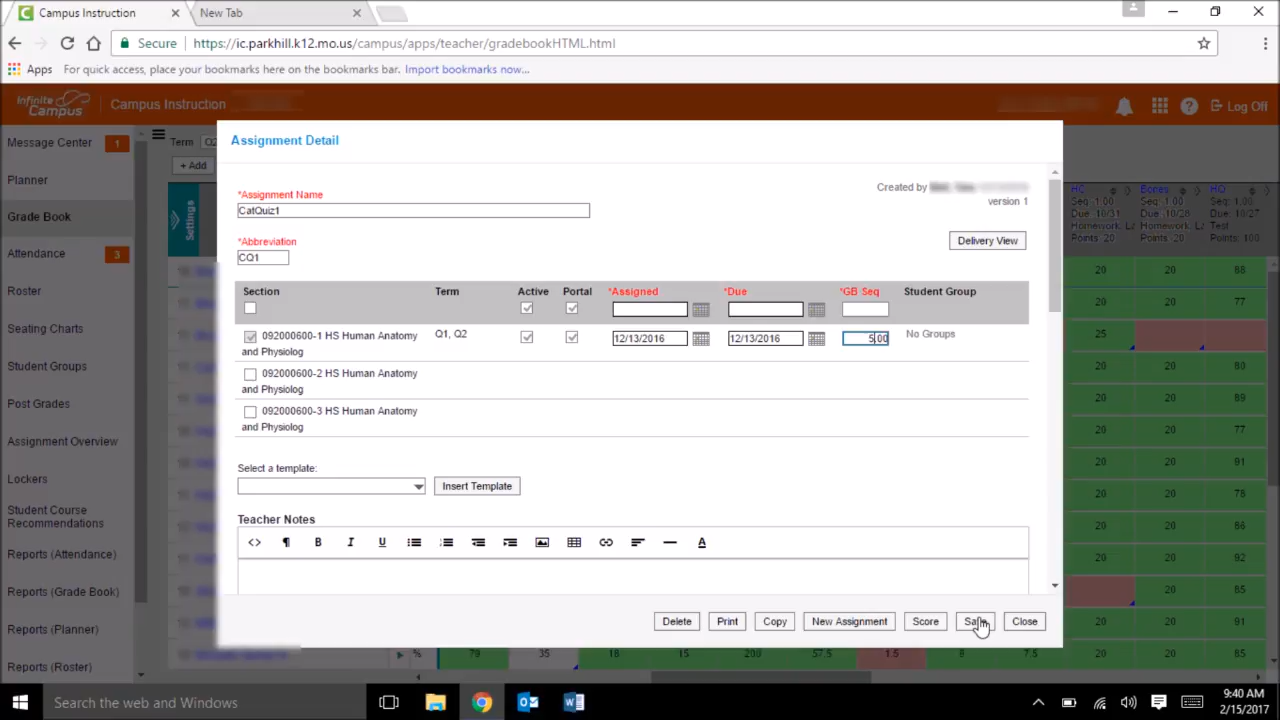 Campus Instruction
New Tab
Secure https://ic.parkhill.k12.mo.us/campus/apps/teacher/gradebookHTML.html
Apps For quick access, place your bookmarks here on the bookmarks bar. Import bookmarks now...
Infinite Campus
Campus Instruction
Log Off
Message Center 1
Planner
Grade Book
Attendance 3
Roster
Seating Charts
Student Groups
Post Grades
Assignment Overview
Lockers
Student Course
Recommendations
Reports (Attendance)
Reports (Grade Book)
Reports (Planner)
Reports (Roster)
Term Q2
+ Add
Settings
Assignment Detail
*Assignment Name
CatQuiz1
Created by
version 1
*Abbreviation
CQ1
Delivery View
Section Term Active Portal *Assigned *Due *GB Seq Student Group
092000600-1 HS Human Anatomy
and Physiolog
Q1, Q2 12/13/2016 12/13/2016 5.00 No Groups
092000600-2 HS Human Anatomy
and Physiolog
092000600-3 HS Human Anatomy
and Physiolog
Select a template:
Insert Template
Teacher Notes
B I U A
Delete Print Copy New Assignment Score Save Close
HC Bones HO
Seq: 1.00 Seq: 1.00 Seq: 1.00
Due: 10/31 Due: 10/28 Due: 10/27
Homework, La Homework, La Test
Points: 20 Points: 20 Points: 100
20 20 68
20 20 77
25
20 20 80
20 20 89
20 20 77
20 20 91
20 20 78
20 20 86
20 20 92
20 85
20 20 91
% 70 35 18 15 200 57.5 1.5 8 7.5 20 20 85
Search the web and Windows
9:40 AM
2/15/2017